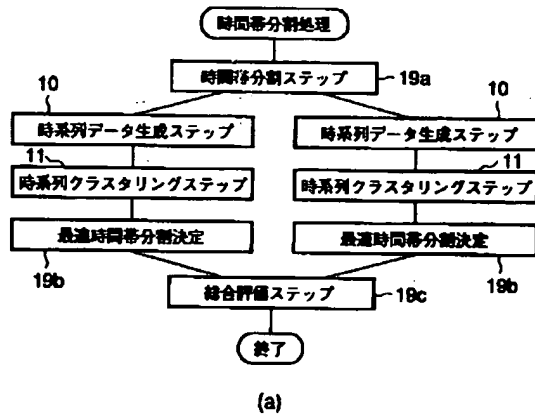 時間帯分割処理
時間帯分割ステップ
19a
10
10
時系列データ生成ステップ
時系列データ生成ステップ
11
11
時系列クラスタリングステップ
時系列クラスタリングステップ
最適時間帯分割決定
最適時間帯分割決定
19b
19b
総合評価ステップ
19c
終了
(a)